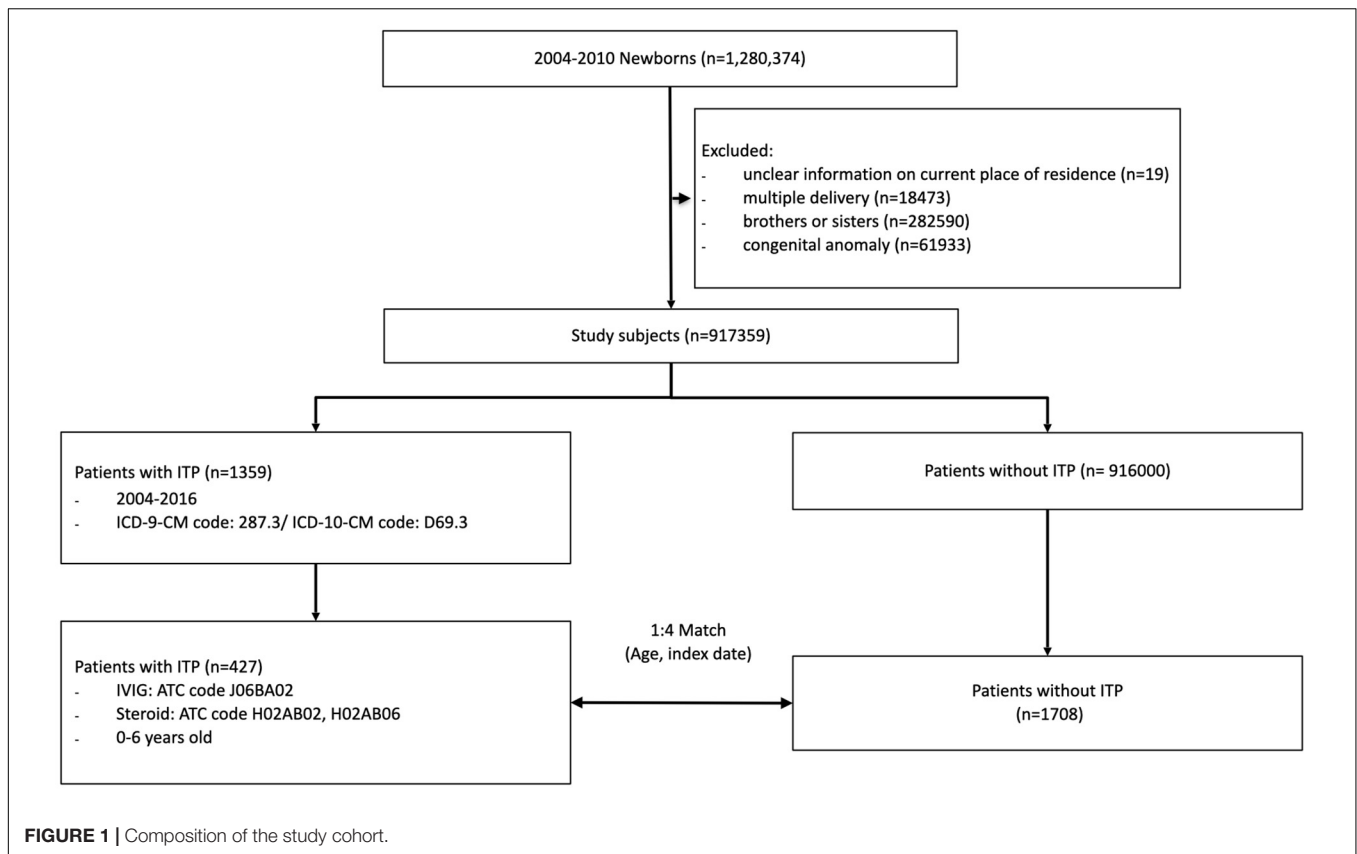 2004-2010 Newborns (n=1,280,374)
Excluded:
- unclear information on current place of residence (n=19)
- multiple delivery (n=18473)
- brothers or sisters (n=282590)
- congenital anomaly (n=61933)
Study subjects (n=917359)
Patients with ITP (n=1359)
- 2004-2016
- ICD-9-CM code: 287.3/ ICD-10-CM code: D69.3
Patients without ITP (n= 916000)
Patients with ITP (n=427)
- IVIG: ATC code J06BA02
- Steroid: ATC code H02AB02, H02AB06
- 0-6 years old
1:4 Match
(Age, index date)
Patients without ITP
(n=1708)
FIGURE 1 | Composition of the study cohort.